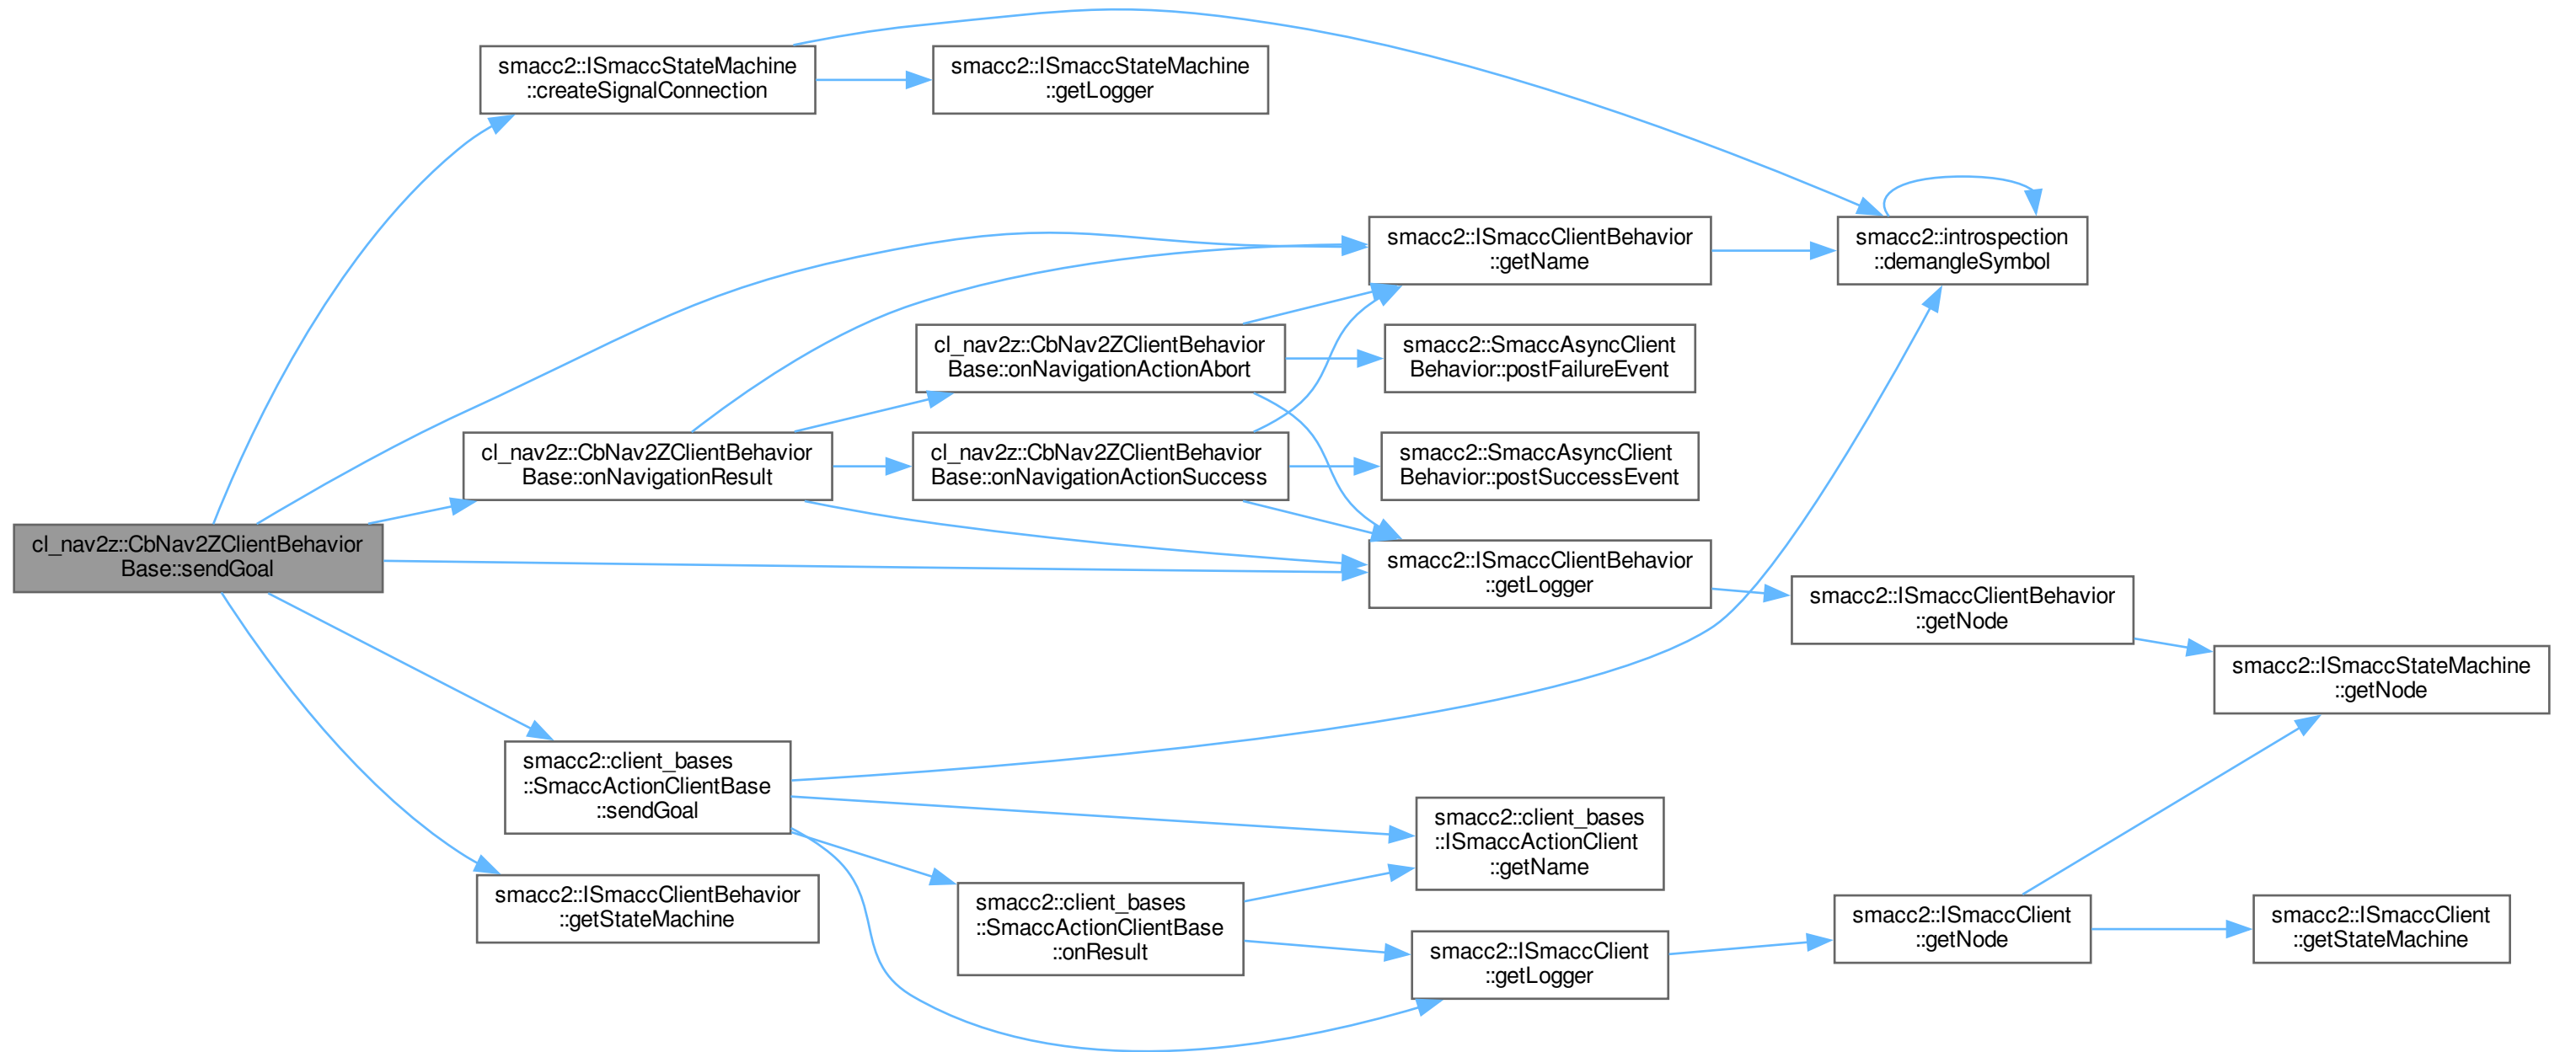 smacc2::ISmaccStateMachine
::createSignalConnection
smacc2::ISmaccStateMachine
::getLogger
smacc2::ISmaccClientBehavior
::getName
smacc2::introspection
::demangleSymbol
cl_nav2z::CbNav2ZClientBehavior
Base::onNavigationActionAbort
smacc2::SmaccAsyncClient
Behavior::postFailureEvent
cl_nav2z::CbNav2ZClientBehavior
Base::onNavigationResult
cl_nav2z::CbNav2ZClientBehavior
Base::onNavigationActionSuccess
smacc2::SmaccAsyncClient
Behavior::postSuccessEvent
cl_nav2z::CbNav2ZClientBehavior
Base::sendGoal
smacc2::ISmaccClientBehavior
::getLogger
smacc2::ISmaccClientBehavior
::getNode
smacc2::ISmaccStateMachine
::getNode
smacc2::client_bases
::SmaccActionClientBase
::sendGoal
smacc2::client_bases
::ISmaccActionClient
::getName
smacc2::ISmaccClientBehavior
::getStateMachine
smacc2::client_bases
::SmaccActionClientBase
::onResult
smacc2::ISmaccClient
::getLogger
smacc2::ISmaccClient
::getNode
smacc2::ISmaccClient
::getStateMachine